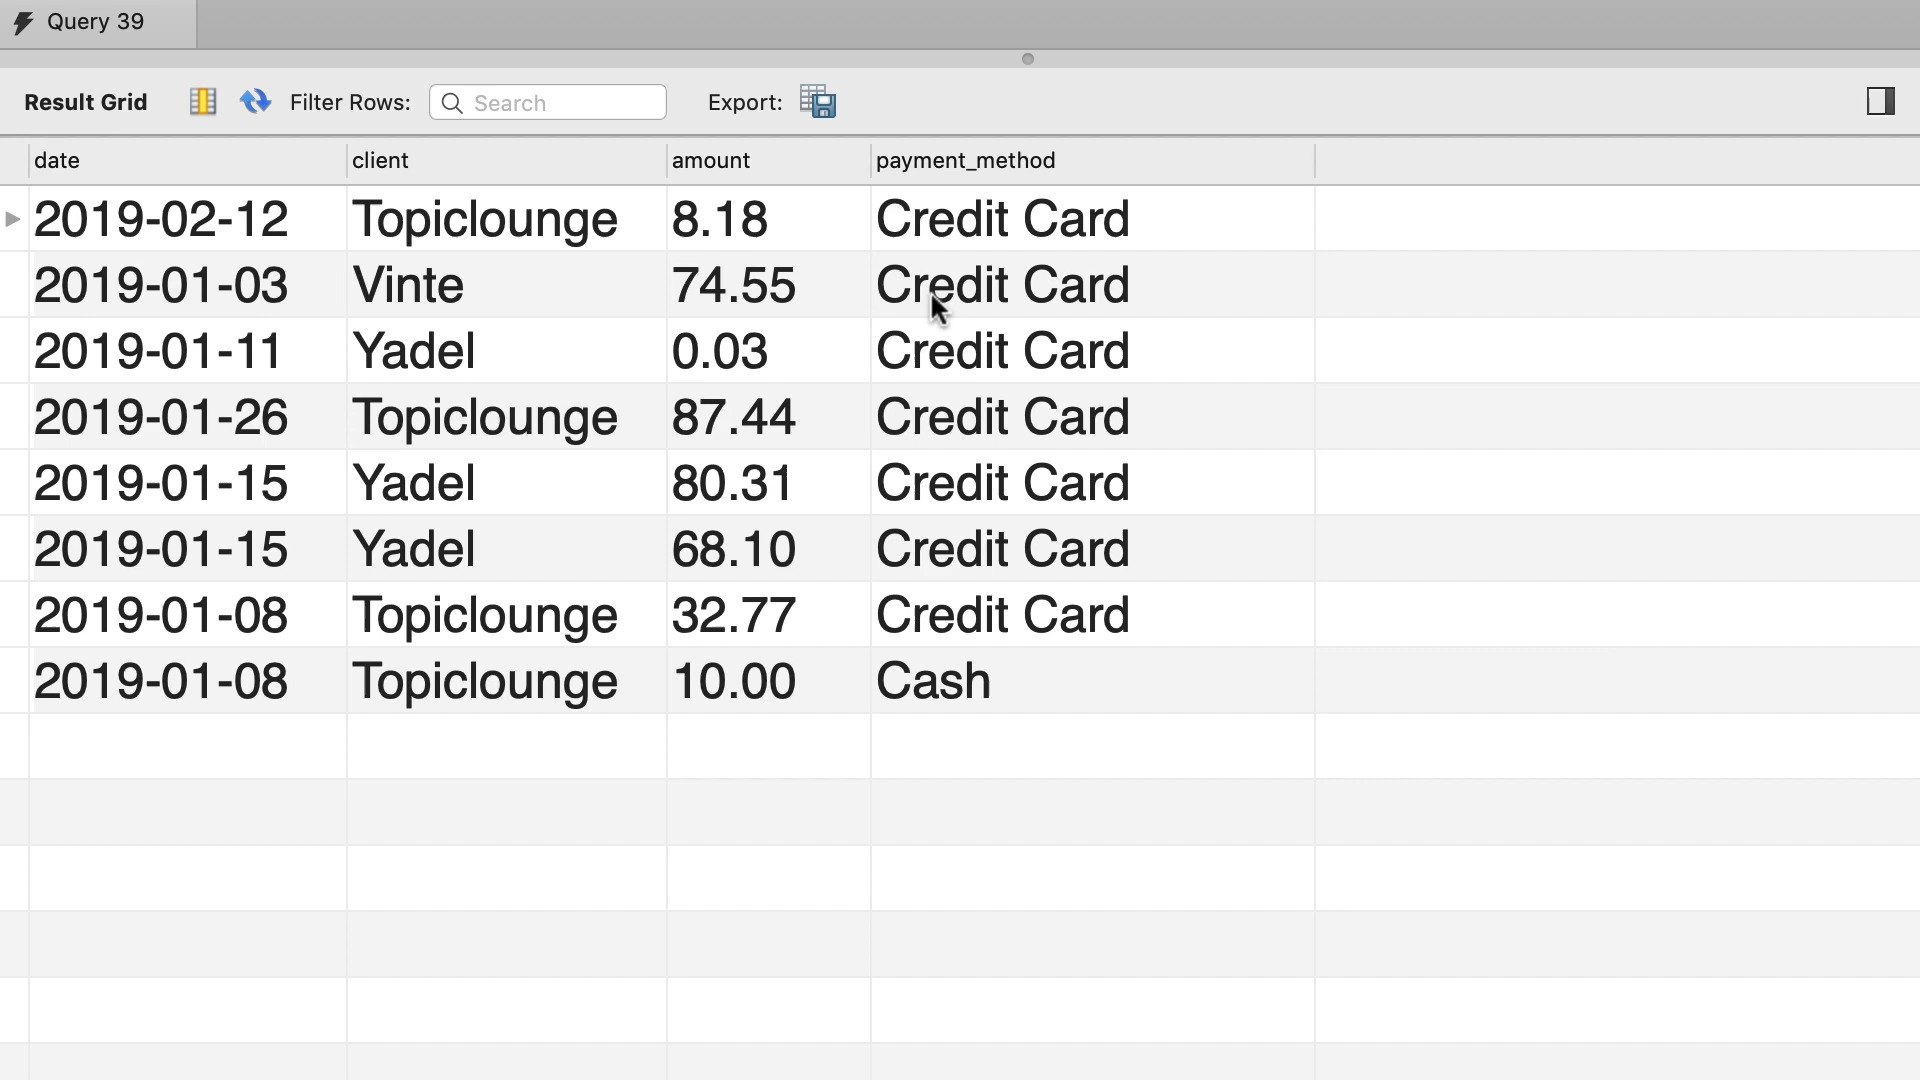 Query 39
Result Grid Filter Rows: Search Export:
date client amount payment_method
2019-02-12 Topiclounge 8.18 Credit Card
2019-01-03 Vinte 74.55 Credit Card
2019-01-11 Yadel 0.03 Credit Card
2019-01-26 Topiclounge 87.44 Credit Card
2019-01-15 Yadel 80.31 Credit Card
2019-01-15 Yadel 68.10 Credit Card
2019-01-08 Topiclounge 32.77 Credit Card
2019-01-08 Topiclounge 10.00 Cash